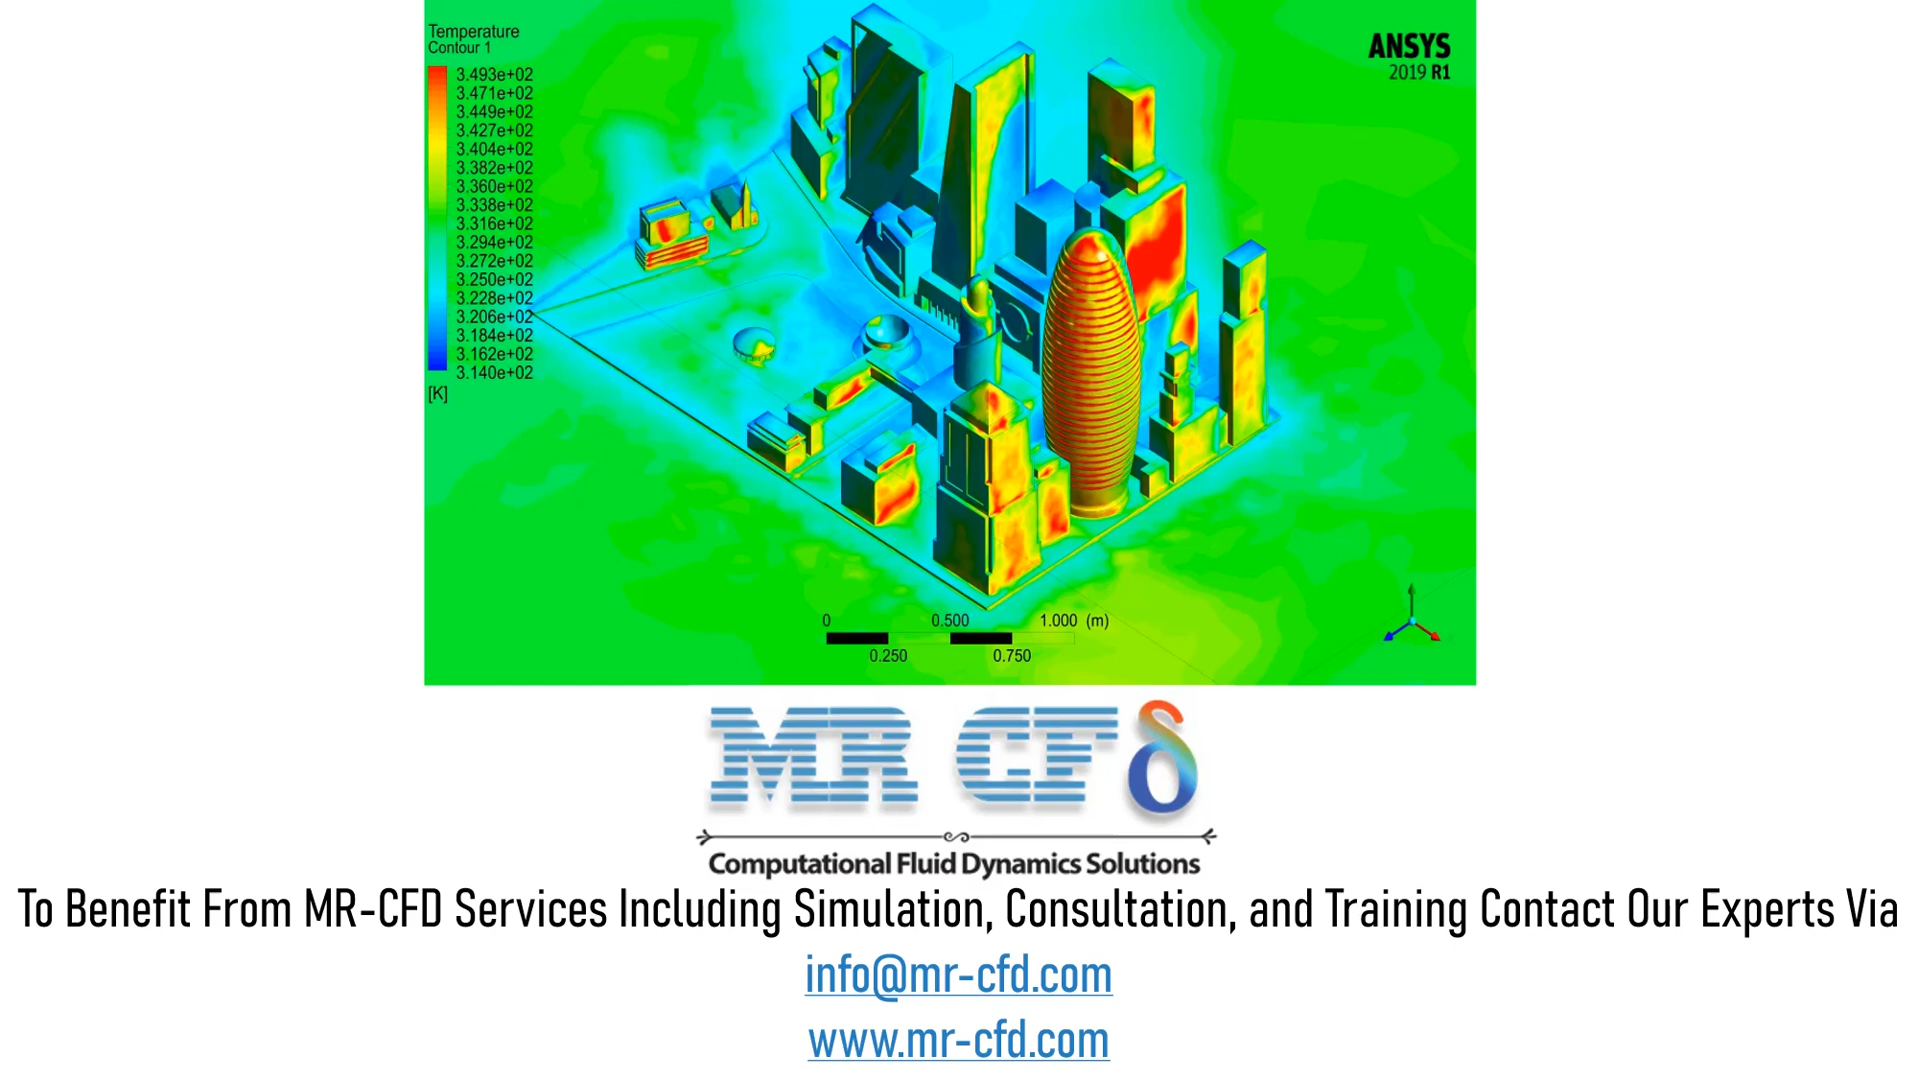 Temperature
Contour 1
ANSYS
2019 R1
3.493e+02
3.471e+02
3.449e+02
3.427e+02
3.404e+02
3.382e+02
3.360e+02
3.338e+02
3.316e+02
3.294e+02
3.272e+02
3.250e+02
3.228e+02
3.206e+02
3.184e+02
3.162e+02
3.140e+02
[K]
0 0.500 1.000 (m)
0.250 0.750
MR CFδ
Computational Fluid Dynamics Solutions
To Benefit From MR-CFD Services Including Simulation, Consultation, and Training Contact Our Experts Via
info@mr-cfd.com
www.mr-cfd.com